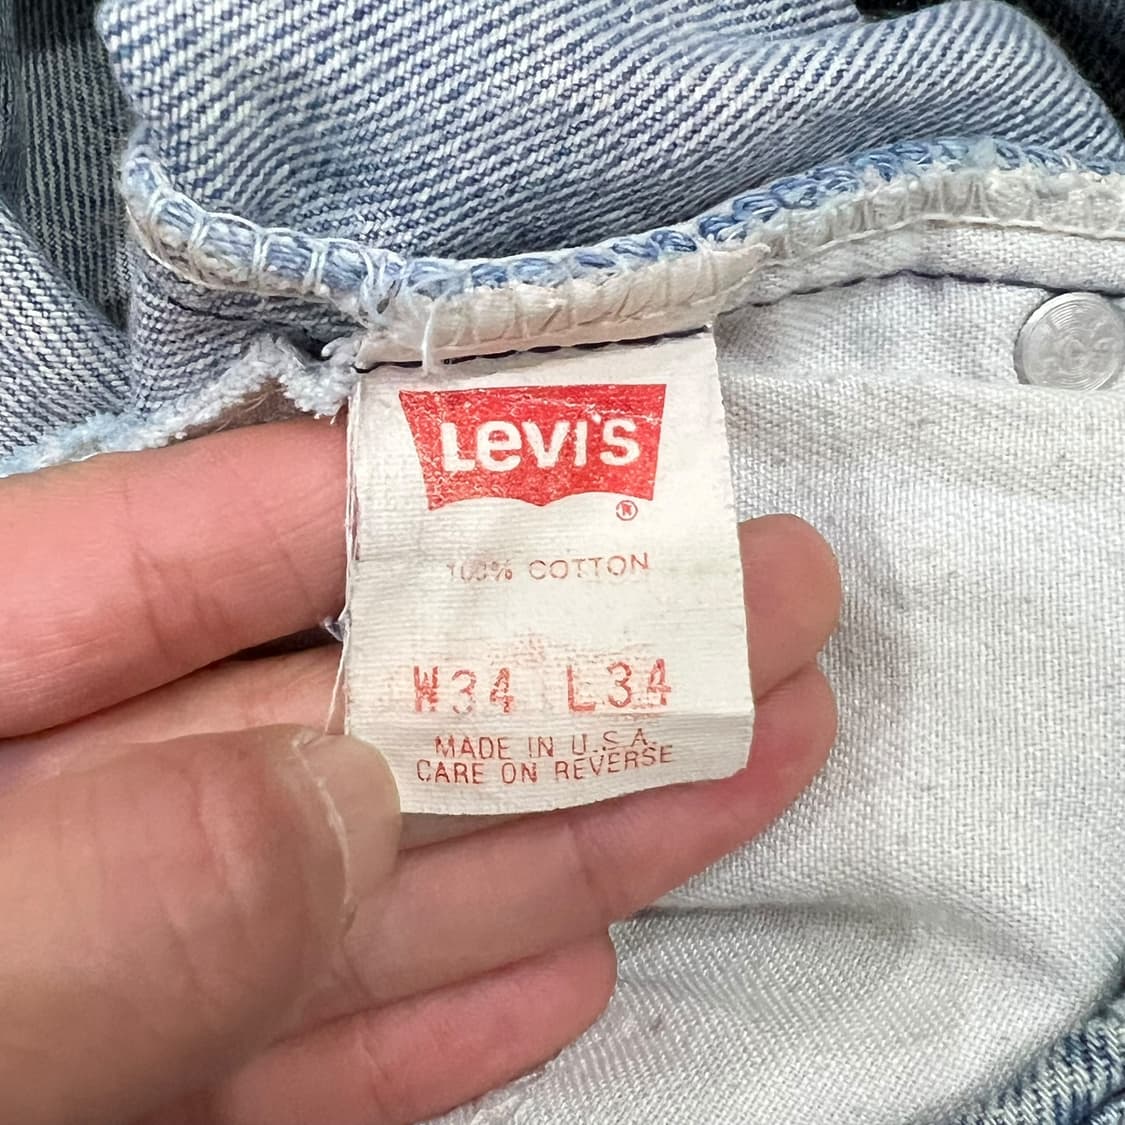 Levi's
®
100% COTTON
W34 L34
MADE IN U.S.A.
CARE ON REVERSE